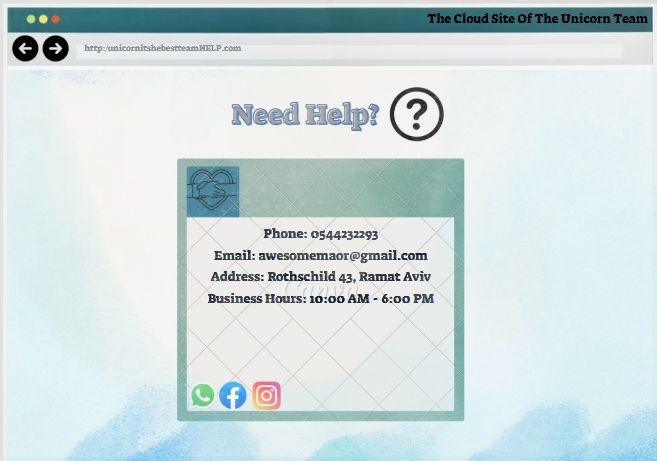 The Cloud Site Of The Unicorn Team
http:/unicornitshebestteamHELP.com
Need Help?
?
Phone: 0544232293
Email: awesomemaor@gmail.com
Address: Rothschild 43, Ramat Aviv
Canva
Business Hours: 10:00 AM - 6:00 PM